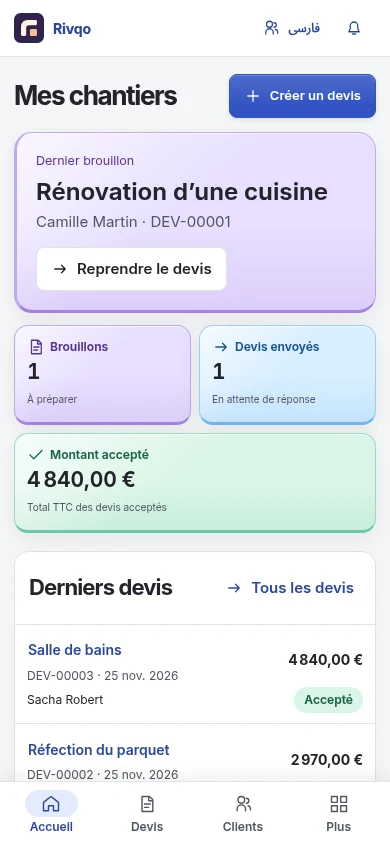 Rivqo
فارسی
Mes chantiers
Créer un devis
Dernier brouillon
Rénovation d’une cuisine
Camille Martin · DEV-00001
Reprendre le devis
Brouillons
1
À préparer
Devis envoyés
1
En attente de réponse
Montant accepté
4 840,00 €
Total TTC des devis acceptés
Derniers devis
Tous les devis
Salle de bains
4 840,00 €
DEV-00003 · 25 nov. 2026
Sacha Robert
Accepté
Réfection du parquet
2 970,00 €
DEV-00002 · 25 nov. 2026
Accueil
Devis
Clients
Plus